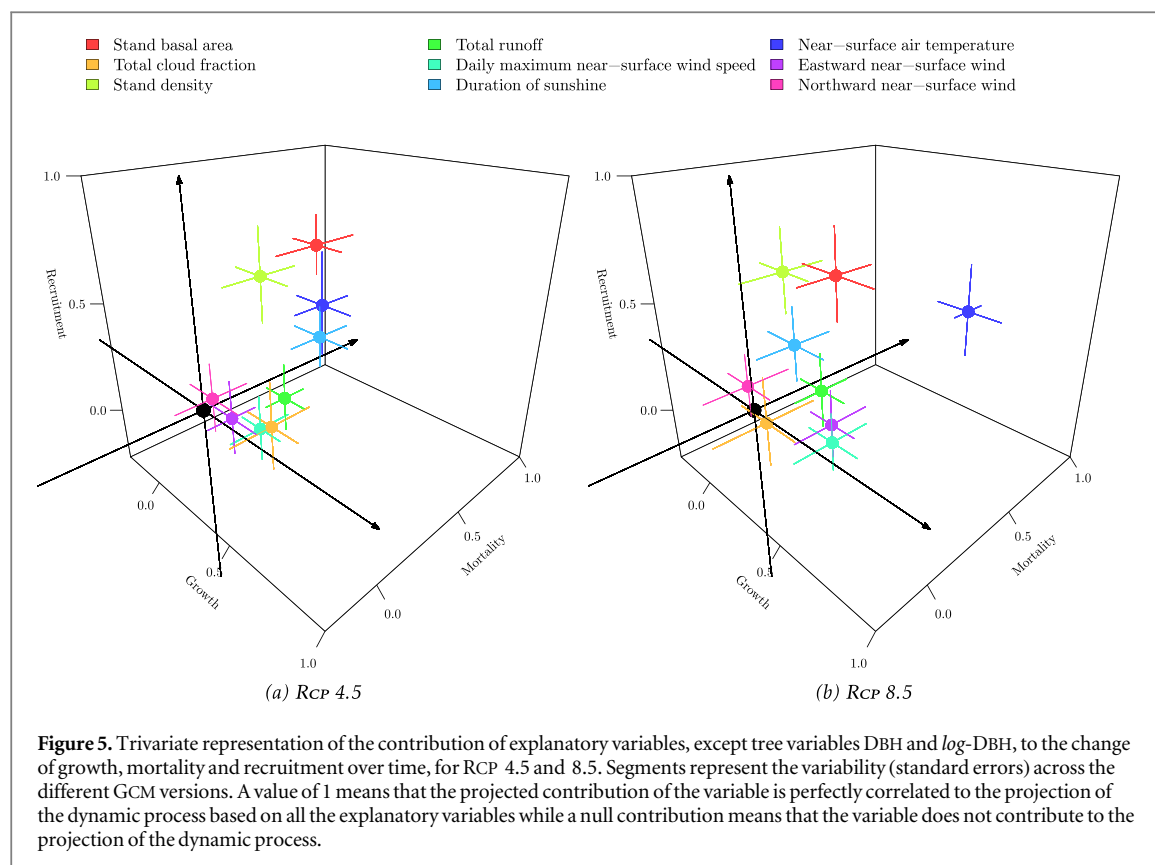 Stand basal area
Total cloud fraction
Stand density
Total runoff
Daily maximum near−surface wind speed
Duration of sunshine
Near−surface air temperature
Eastward near−surface wind
Northward near−surface wind
1.0
0.5
0.0
Recruitment
0.0
0.5
1.0
Growth
0.0
0.5
1.0
Mortality
(a) RCP 4.5
1.0
0.5
0.0
Recruitment
0.0
0.5
1.0
Growth
0.0
0.5
1.0
Mortality
(b) RCP 8.5
Figure 5. Trivariate representation of the contribution of explanatory variables, except tree variables DBH and log-DBH, to the change
of growth, mortality and recruitment over time, for RCP 4.5 and 8.5. Segments represent the variability (standard errors) across the
different GCM versions. A value of 1 means that the projected contribution of the variable is perfectly correlated to the projection of
the dynamic process based on all the explanatory variables while a null contribution means that the variable does not contribute to the
projection of the dynamic process.